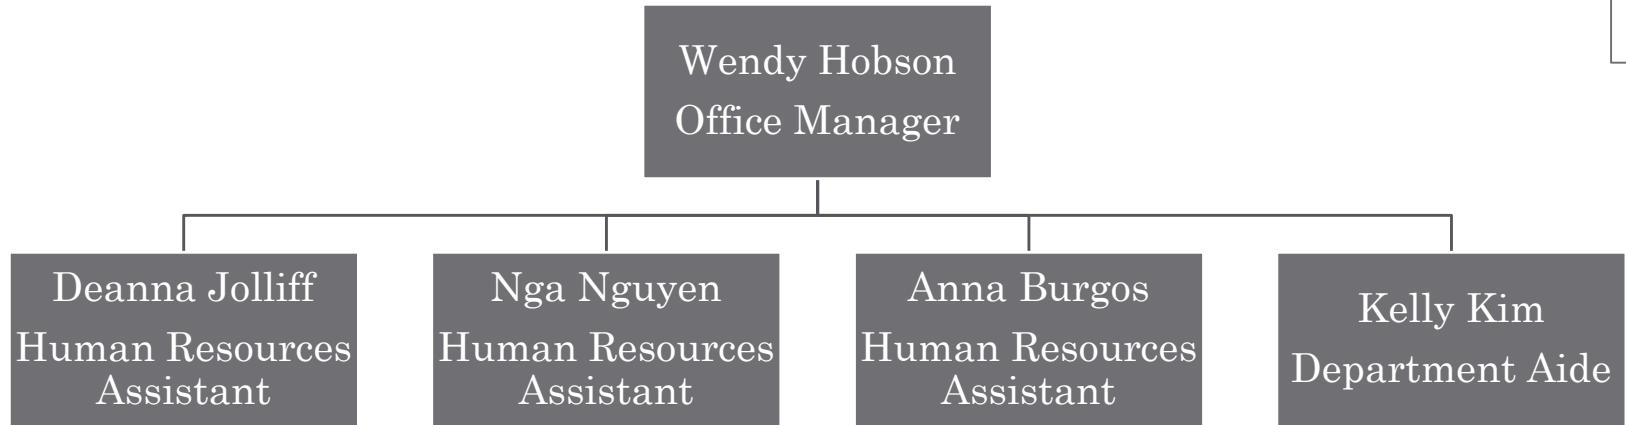 Wendy Hobson
Office Manager
Deanna Jolliff
Human Resources
Assistant
Nga Nguyen
Human Resources
Assistant
Anna Burgos
Human Resources
Assistant
Kelly Kim
Department Aide